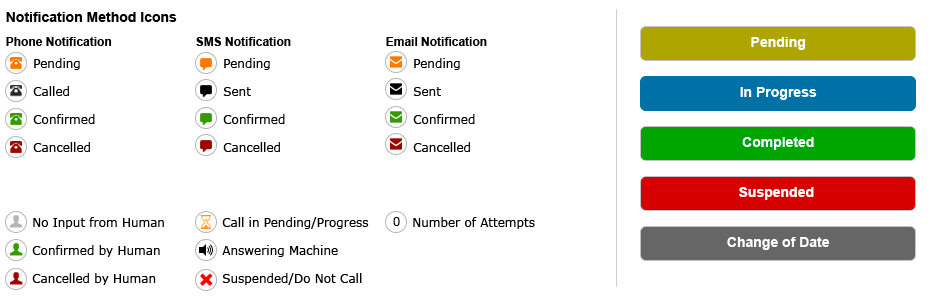 Notification Method Icons
Phone Notification
Pending
Called
Confirmed
Cancelled
SMS Notification
Pending
Sent
Confirmed
Cancelled
Email Notification
Pending
Sent
Confirmed
Cancelled
No Input from Human
Confirmed by Human
Cancelled by Human
Call in Pending/Progress
Answering Machine
Suspended/Do Not Call
0 Number of Attempts
Pending
In Progress
Completed
Suspended
Change of Date